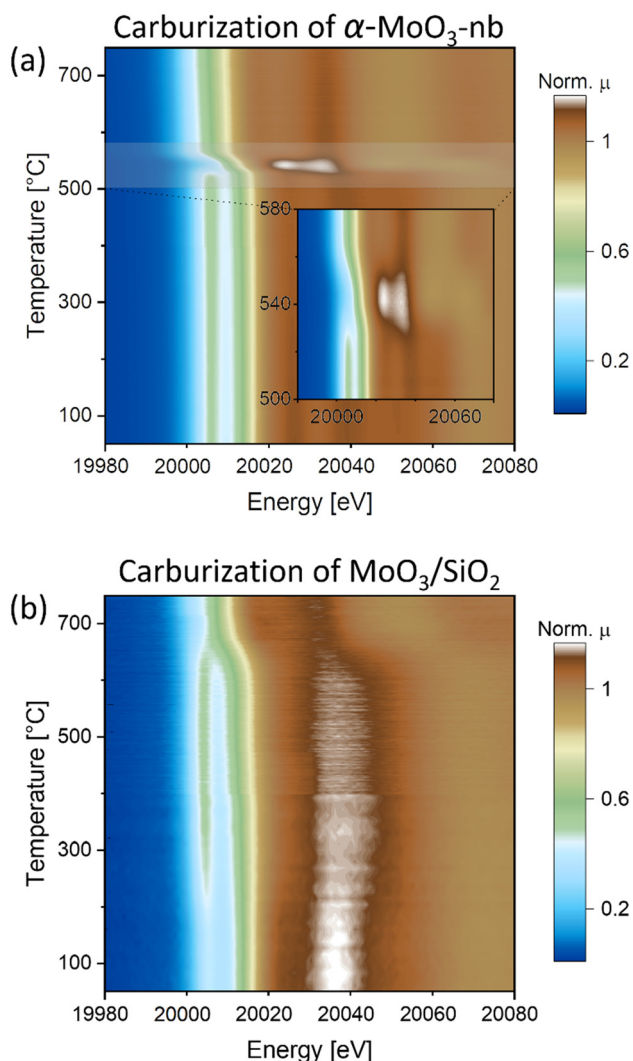 Carburization of α-MoO₃-nb
(a)
Norm. μ
700
500
300
100
1
0.6
0.2
Temperature [°C]
580
540
500
20000 20060
19980 20000 20020 20040 20060 20080
Energy [eV]
Carburization of MoO₃/SiO₂
(b)
Norm. μ
700
500
300
100
1
0.6
0.2
Temperature [°C]
19980 20000 20020 20040 20060 20080
Energy [eV]